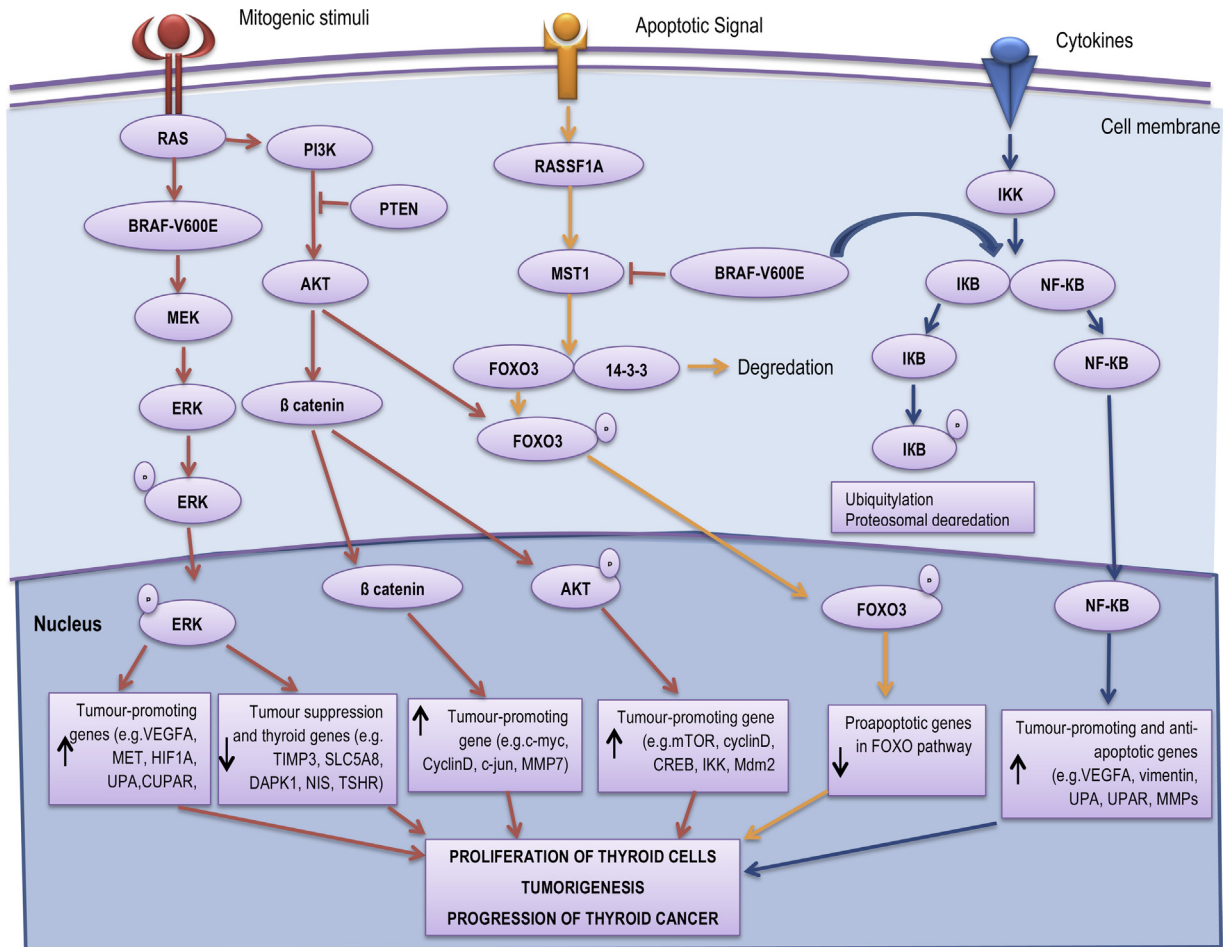 Mitogenic stimuli
Apoptotic Signal
Cytokines
Cell membrane
RAS
PI3K
RASSF1A
IKK
BRAF-V600E
PTEN
AKT
MST1
BRAF-V600E
IKB
NF-KB
MEK
FOXO3
14-3-3
Degredation
IKB
NF-KB
ERK
ß catenin
FOXO3
P
IKB
P
P
ERK
Ubiquitylation
Proteosomal degredation
ß catenin
AKT
P
FOXO3
P
NF-KB
Nucleus
P
ERK
Tumour-promoting
genes (e.g.VEGFA,
MET, HIF1A,
UPA,CUPAR,
Tumour suppression
and thyroid genes (e.g.
TIMP3, SLC5A8,
DAPK1, NIS, TSHR)
Tumour-promoting
gene (e.g.c-myc,
CyclinD, c-jun, MMP7)
Tumour-promoting gene
(e.g.mTOR, cyclinD,
CREB, IKK, Mdm2
Proapoptotic genes
in FOXO pathway
Tumour-promoting and anti-
apoptotic genes
(e.g.VEGFA, vimentin,
UPA, UPAR, MMPs
PROLIFERATION OF THYROID CELLS
TUMORIGENESIS
PROGRESSION OF THYROID CANCER